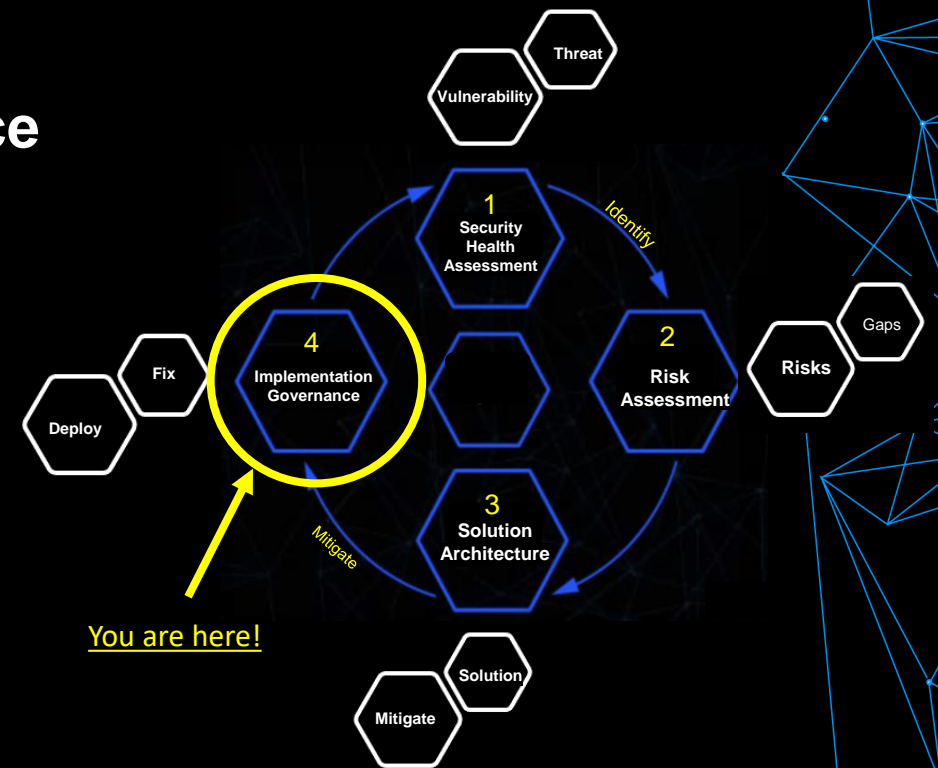 ce
Threat
Vulnerability
1
Security
Health
Assessment
Identify
4
Implementation
Governance
2
Risk
Assessment
Risks
Gaps
Fix
Deploy
3
Solution
Architecture
Mitigate
You are here!
Solution
Mitigate